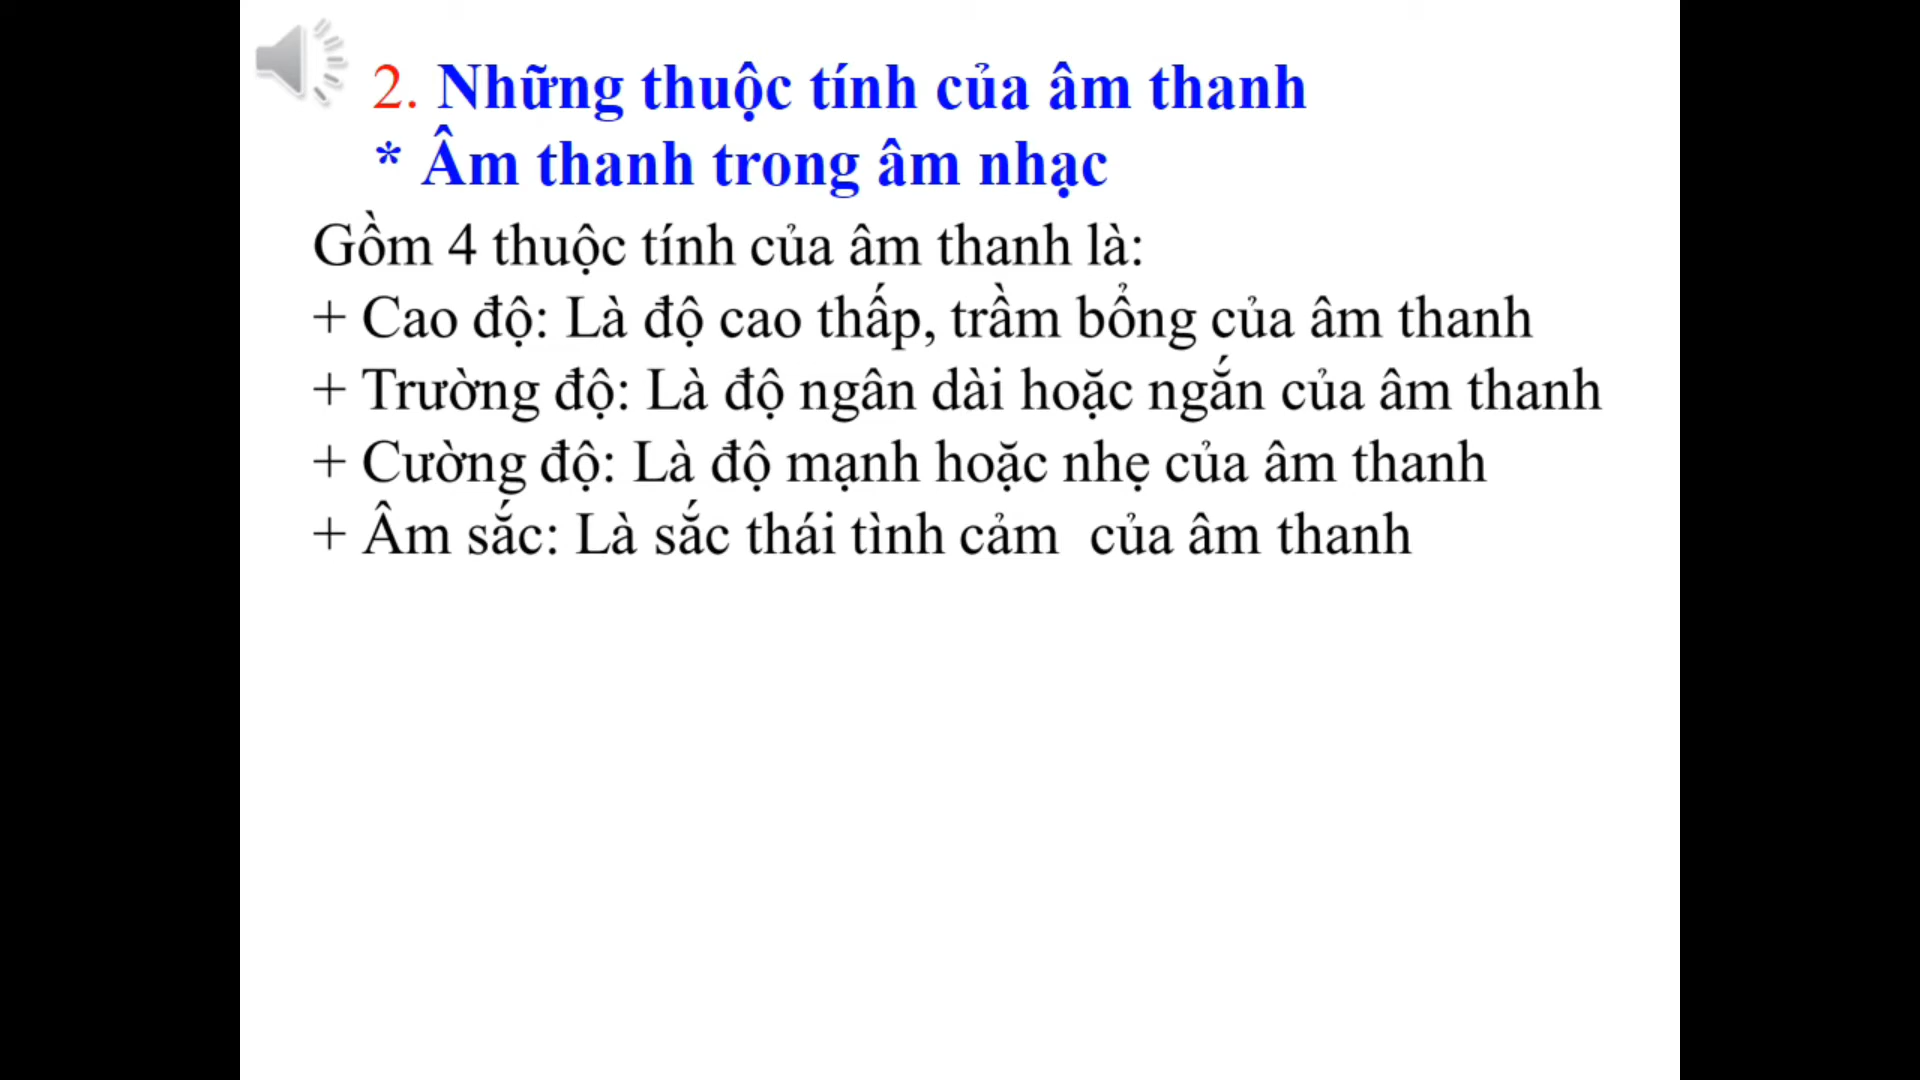 2. Những thuộc tính của âm thanh
* Âm thanh trong âm nhạc
Gồm 4 thuộc tính của âm thanh là:
+ Cao độ: Là độ cao thấp, trầm bổng của âm thanh
+ Trường độ: Là độ ngân dài hoặc ngắn của âm thanh
+ Cường độ: Là độ mạnh hoặc nhẹ của âm thanh
+ Âm sắc: Là sắc thái tình cảm  của âm thanh